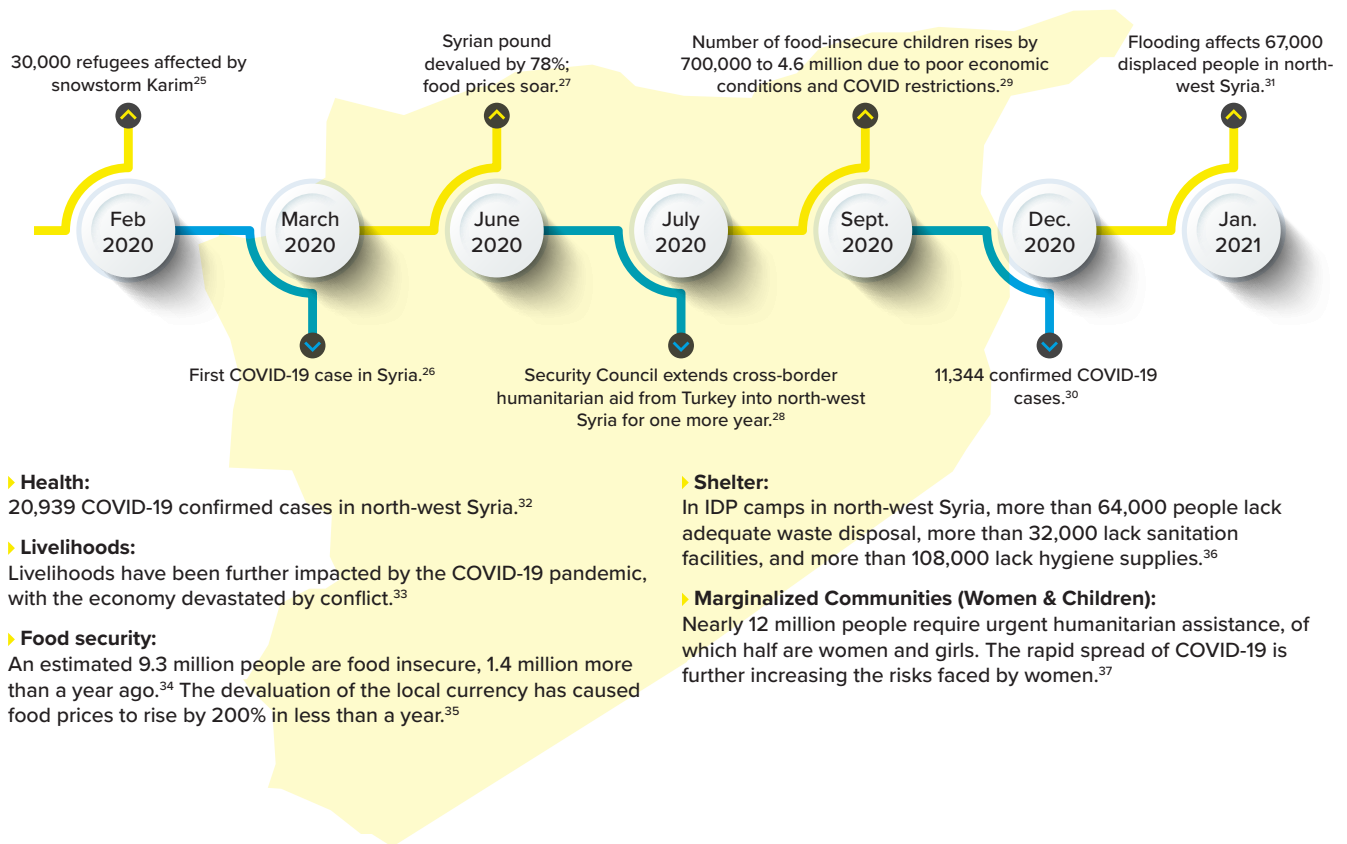 30,000 refugees affected by
snowstorm Karim25
Syrian pound
devalued by 78%;
food prices soar.27
Number of food-insecure children rises by
700,000 to 4.6 million due to poor economic
conditions and COVID restrictions.29
Flooding affects 67,000
displaced people in north-
west Syria.31
Feb
2020
March
2020
June
2020
July
2020
Sept.
2020
Dec.
2020
Jan.
2021
First COVID-19 case in Syria.26
Security Council extends cross-border
humanitarian aid from Turkey into north-west
Syria for one more year.28
11,344 confirmed COVID-19
cases.30
Health:
20,939 COVID-19 confirmed cases in north-west Syria.32
Livelihoods:
Livelihoods have been further impacted by the COVID-19 pandemic,
with the economy devastated by conflict.33
Food security:
An estimated 9.3 million people are food insecure, 1.4 million more
than a year ago.34 The devaluation of the local currency has caused
food prices to rise by 200% in less than a year.35
Shelter:
In IDP camps in north-west Syria, more than 64,000 people lack
adequate waste disposal, more than 32,000 lack sanitation
facilities, and more than 108,000 lack hygiene supplies.36
Marginalized Communities (Women & Children):
Nearly 12 million people require urgent humanitarian assistance, of
which half are women and girls. The rapid spread of COVID-19 is
further increasing the risks faced by women.37